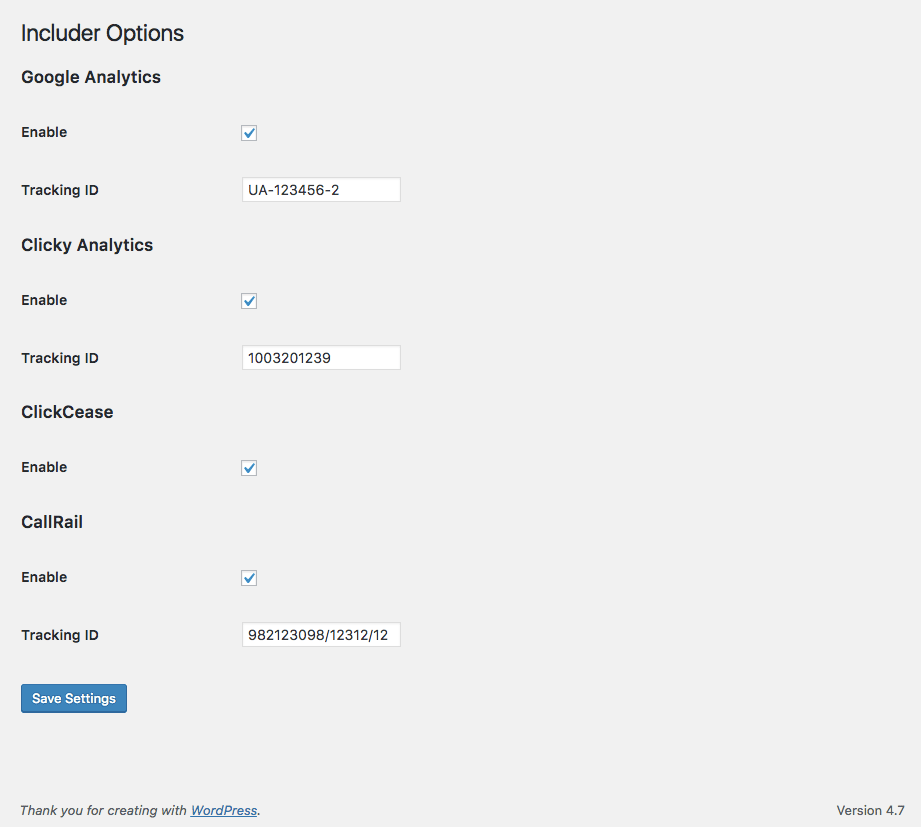 Includer Options
Google Analytics
Enable
Tracking ID UA-123456-2
Clicky Analytics
Enable
Tracking ID 1003201239
ClickCease
Enable
CallRail
Enable
Tracking ID 982123098/12312/12
Save Settings
Thank you for creating with WordPress. Version 4.7